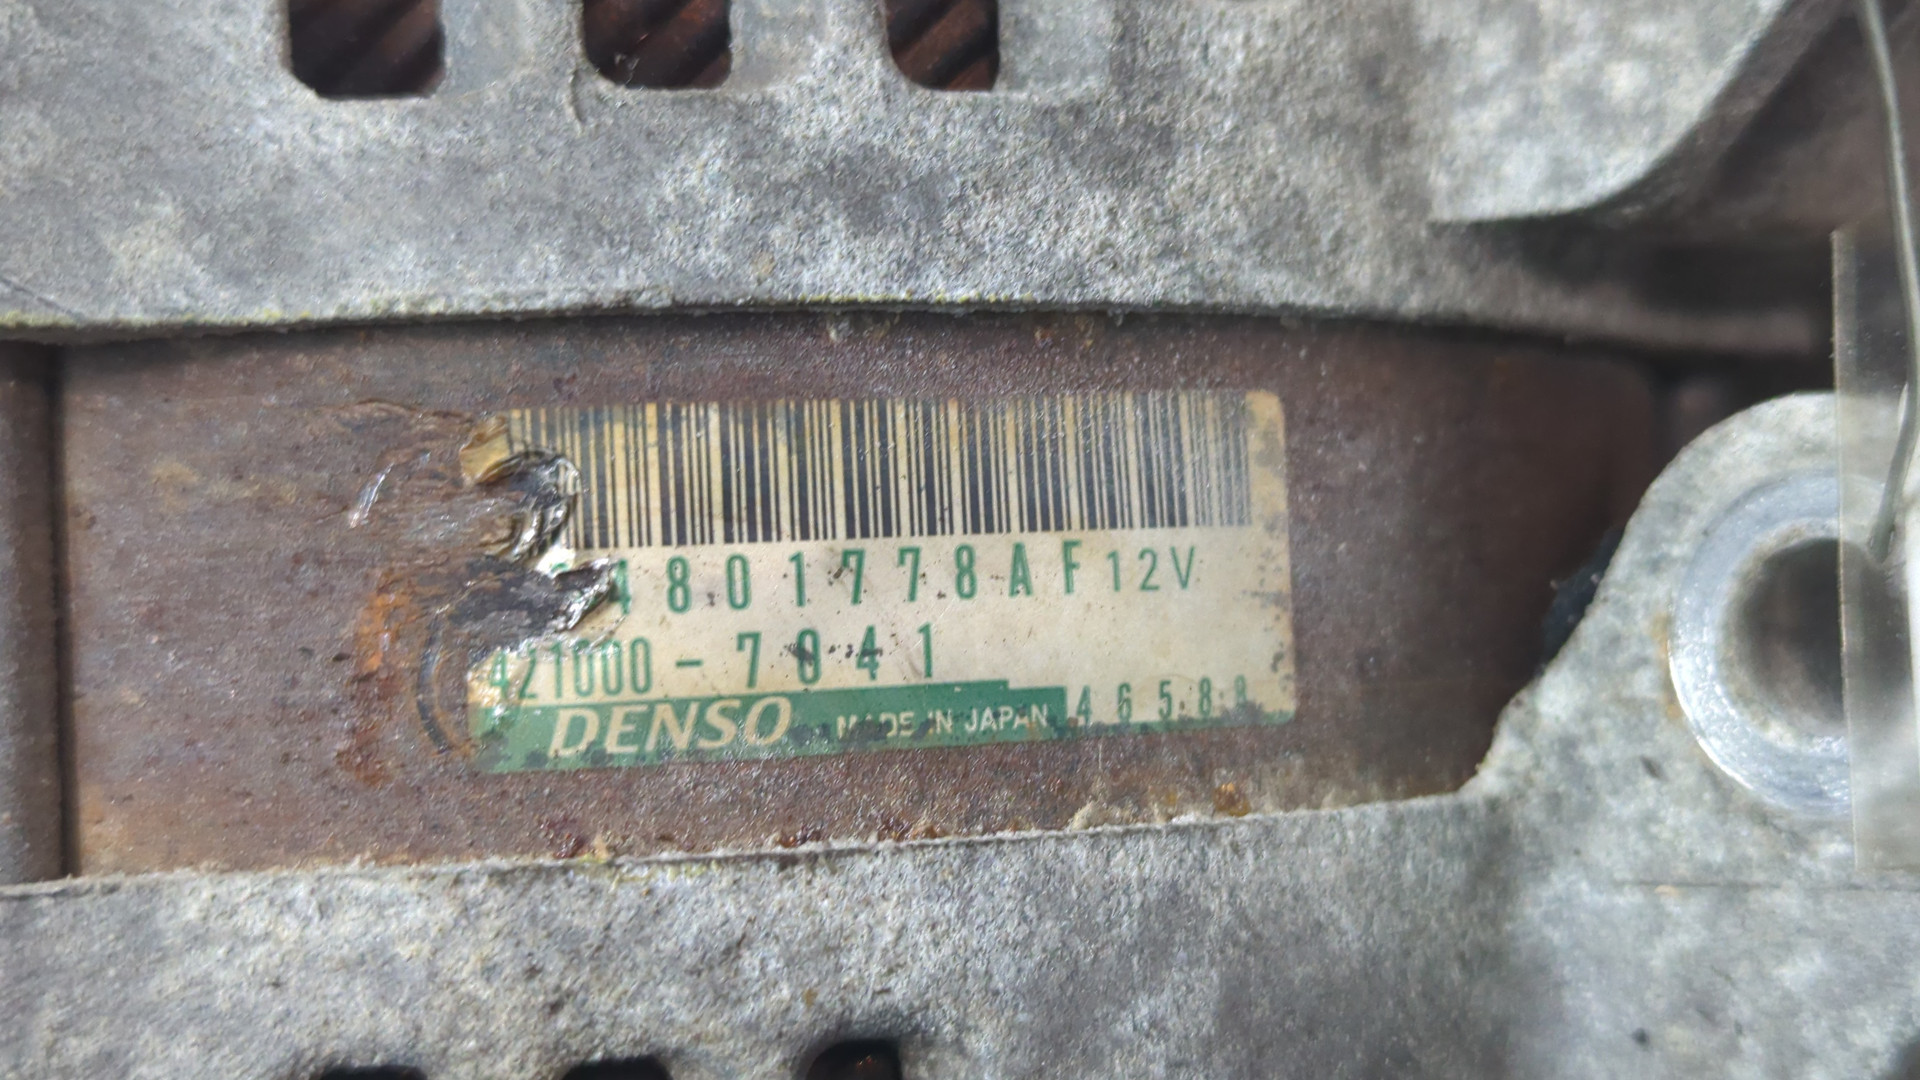 4801778AF 12V
421000-7041
DENSO MADE IN JAPAN 46588